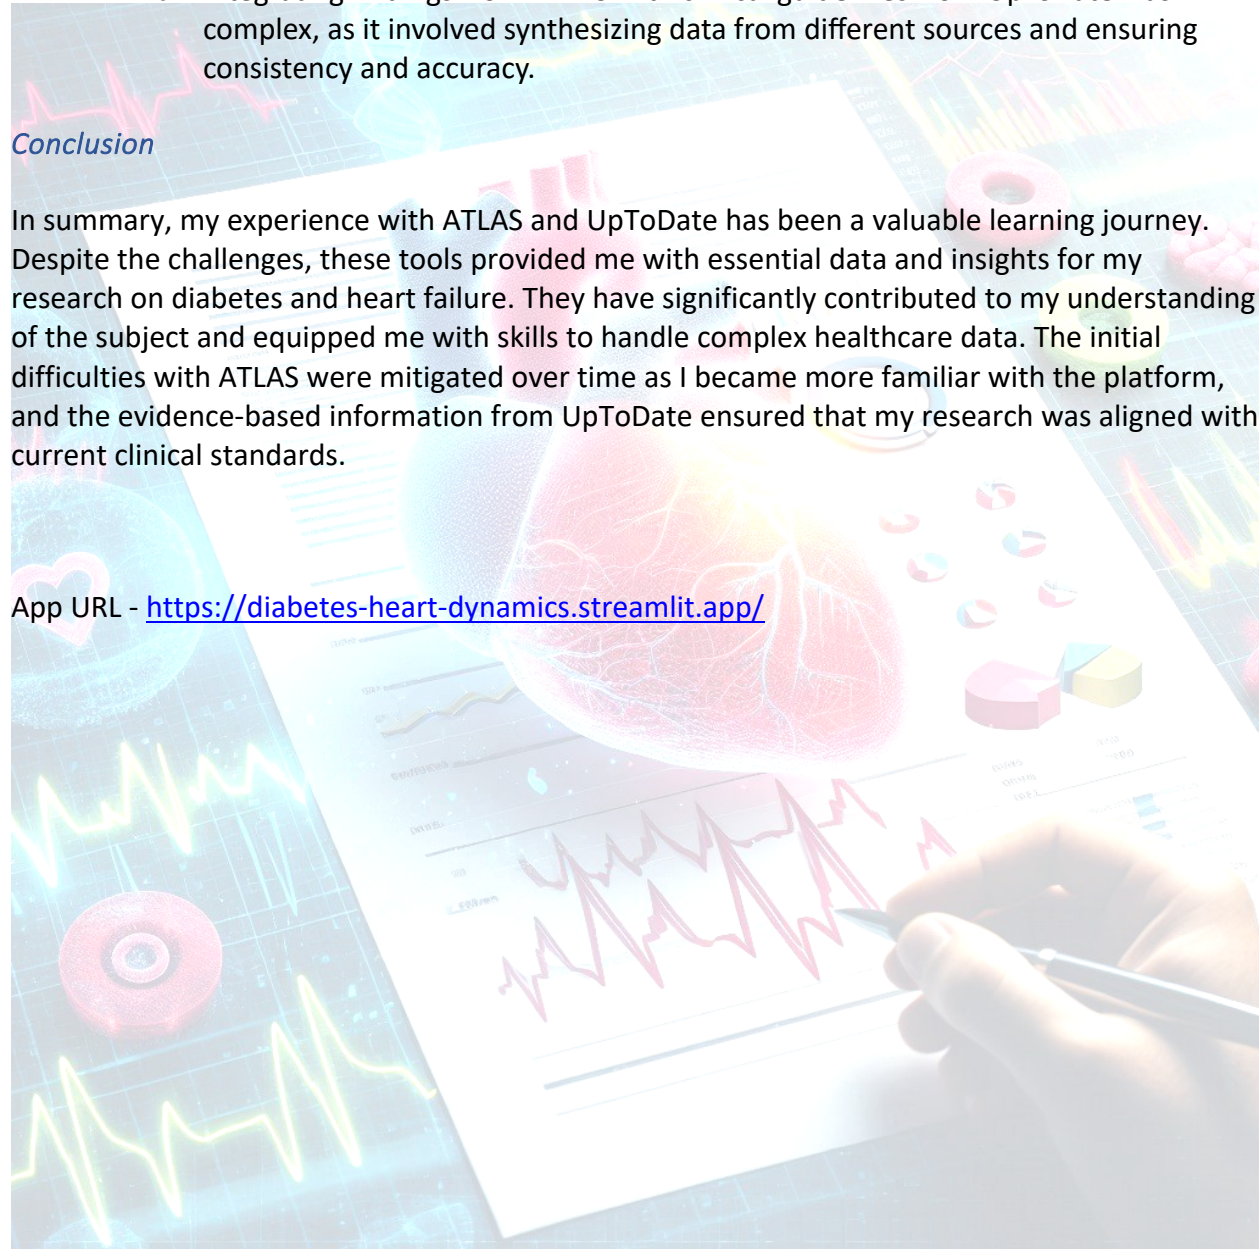 complex, as it involved synthesizing data from different sources and ensuring
consistency and accuracy.
Conclusion
In summary, my experience with ATLAS and UpToDate has been a valuable learning journey.
Despite the challenges, these tools provided me with essential data and insights for my
research on diabetes and heart failure. They have significantly contributed to my understanding
of the subject and equipped me with skills to handle complex healthcare data. The initial
difficulties with ATLAS were mitigated over time as I became more familiar with the platform,
and the evidence-based information from UpToDate ensured that my research was aligned with
current clinical standards.
App URL - https://diabetes-heart-dynamics.streamlit.app/